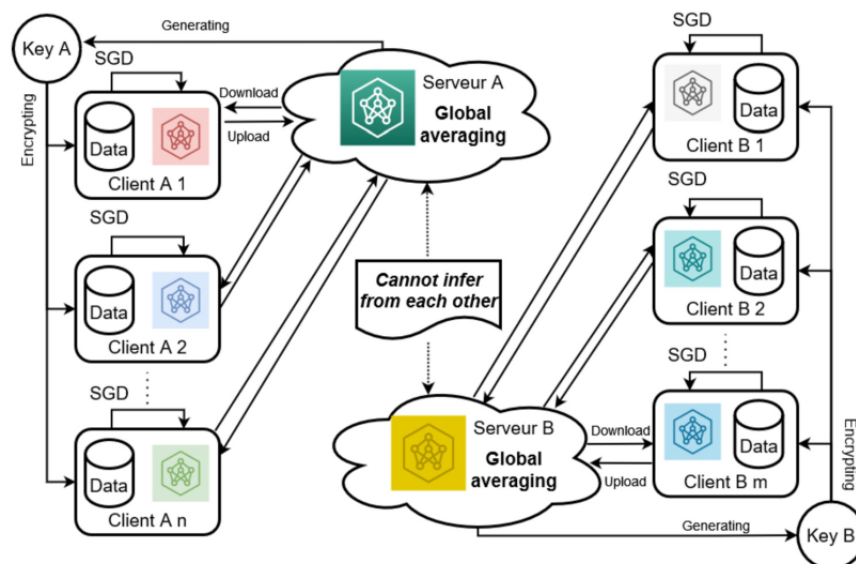 Key A
Generating
SGD
Encrypting
Data
Client A 1
Download
Upload
Serveur A
Global
averaging
SGD
Data
Client A 2
SGD
Data
Client A n
Cannot infer
from each other
SGD
Data
Client B 1
SGD
Data
Client B 2
SGD
Data
Client B m
Serveur B
Global
averaging
Download
Upload
Encrypting
Generating
Key B